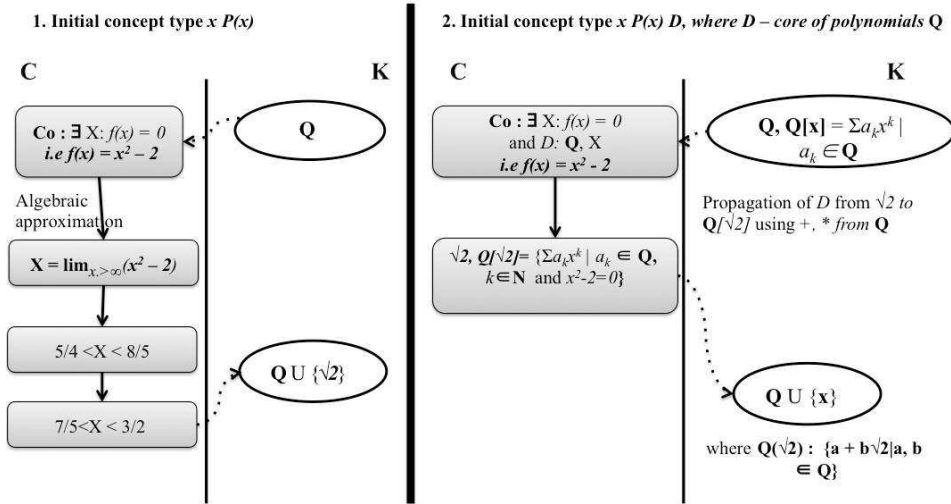 1. Initial concept type x P(x)
C
K
Co : ∃ X: f(x) = 0
i.e f(x) = x² – 2
Q
Algebraic
approximation
X = limₓ.>∞(x² – 2)
5/4 <X < 8/5
7/5<X < 3/2
Q U {√2}
2. Initial concept type x P(x) D, where D – core of polynomials Q
C
K
Co : ∃ X: f(x) = 0
and D: Q, X
i.e f(x) = x² - 2
Q, Q[x] = Σaₖxᵏ |
aₖ ∈ Q
Propagation of D from √2 to
Q[√2] using +, * from Q
√2, Q[√2]= {Σaₖxᵏ | aₖ ∈ Q,
k∈N and x²-2=0}
Q U {x}
where Q(√2) : {a + b√2|a, b
∈ Q}